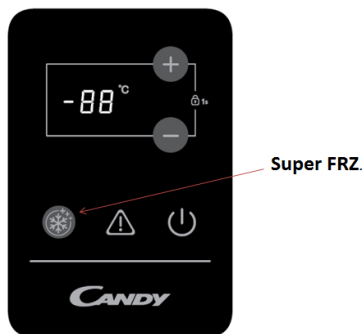 +
-88 °C
1s
−
Super FRZ.
CANDY